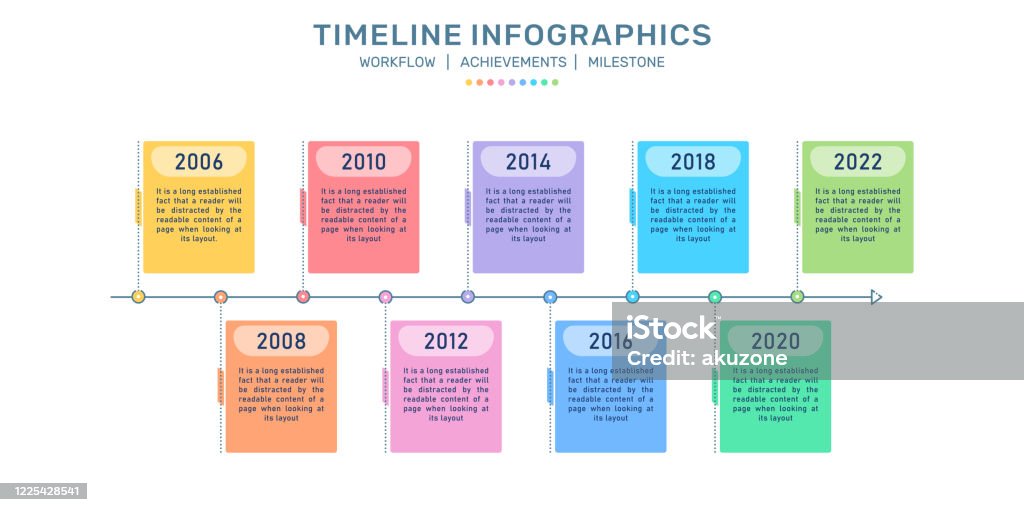 TIMELINE INFOGRAPHICS
WORKFLOW | ACHIEVEMENTS | MILESTONE
2006
It is a long established
fact that a reader will
be distracted by the
readable content of a
page when looking at
its layout.
2010
It is a long established
fact that a reader will
be distracted by the
readable content of a
page when looking at
its layout
2014
It is a long established
fact that a reader will
be distracted by the
readable content of a
page when looking at
its layout
2018
It is a long established
fact that a reader will
be distracted by the
readable content of a
page when looking at
its layout
2022
It is a long established
fact that a reader will
be distracted by the
readable content of a
page when looking at
its layout
2008
It is a long established
fact that a reader will
be distracted by the
readable content of a
page when looking at
its layout
2012
It is a long established
fact that a reader will
be distracted by the
readable content of a
page when looking at
its layout
2016
It is a long established
fact that a reader will
be distracted by the
readable content of a
page when looking at
its layout
2020
It is a long established
fact that a reader will
be distracted by the
readable content of a
page when looking at
its layout
iStock
Credit: akuzone
1225428541